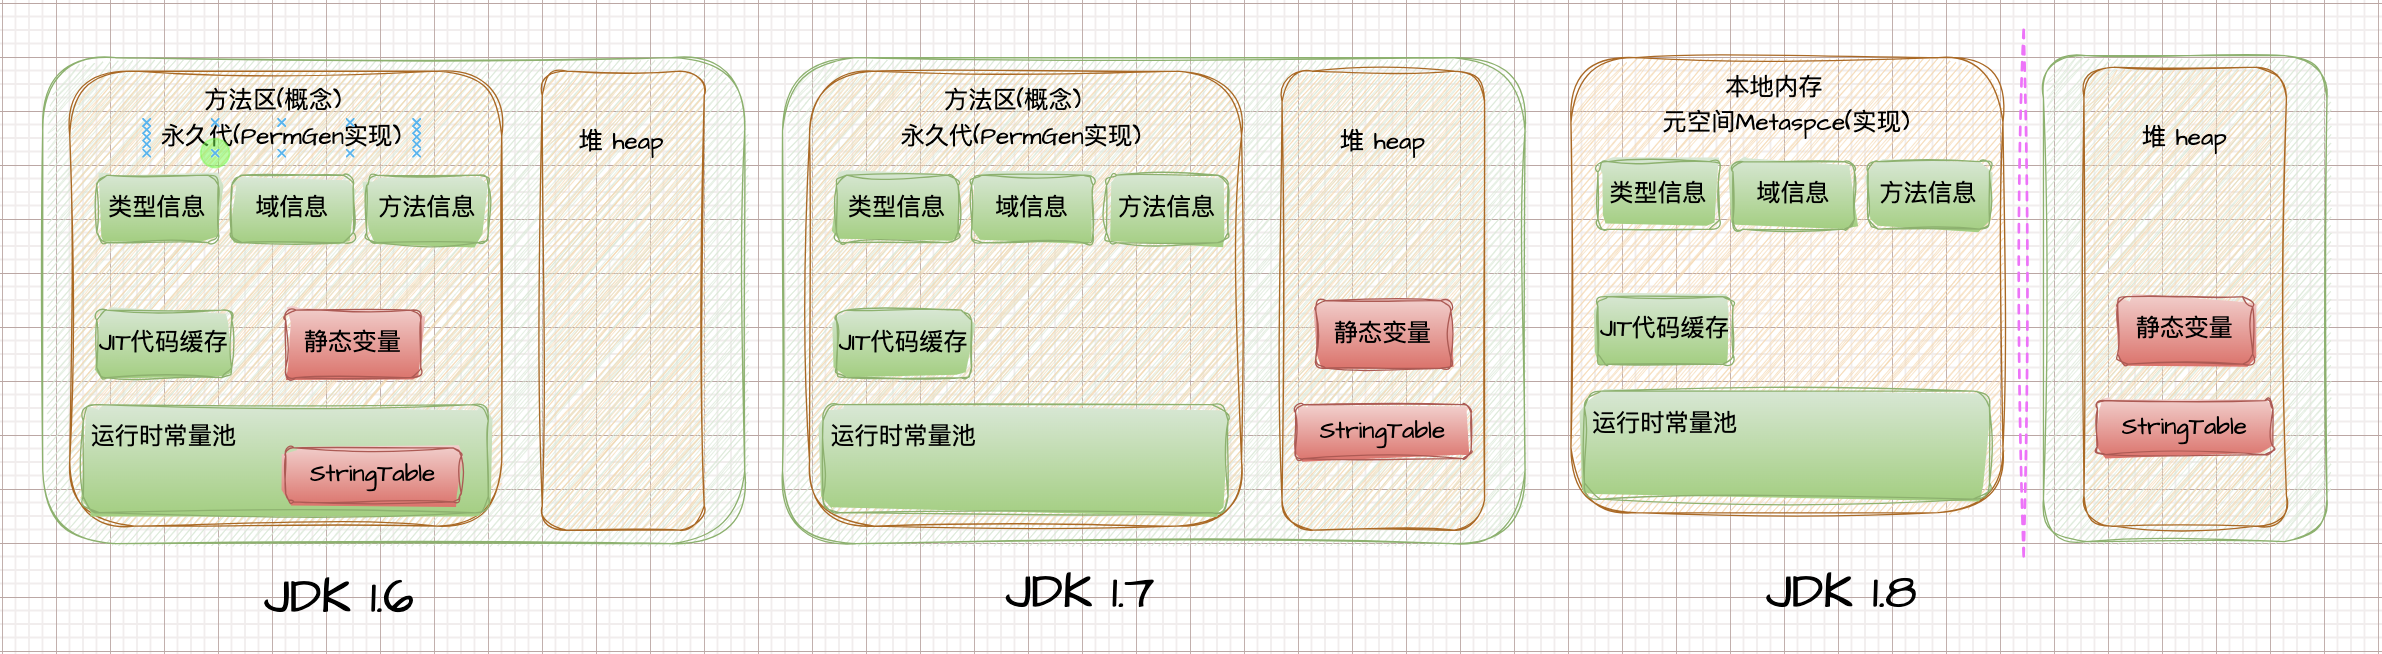 方法区(概念)
永久代(PermGen实现)
类型信息
域信息
方法信息
JIT代码缓存
静态变量
运行时常量池
StringTable
堆 heap
JDK 1.6
方法区(概念)
永久代(PermGen实现)
类型信息
域信息
方法信息
JIT代码缓存
运行时常量池
堆 heap
静态变量
StringTable
JDK 1.7
本地内存
元空间Metaspce(实现)
类型信息
域信息
方法信息
JIT代码缓存
运行时常量池
堆 heap
静态变量
StringTable
JDK 1.8